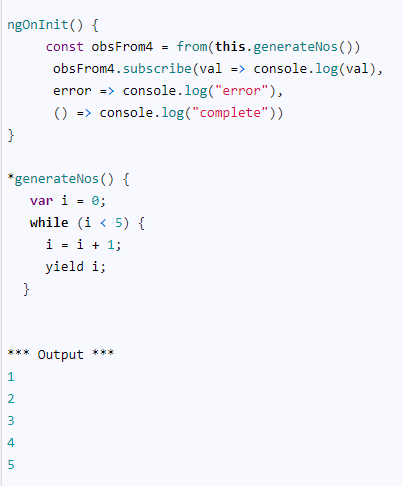 ngOnInit() {
const obsFrom4 = from(this.generateNos())
obsFrom4.subscribe(val => console.log(val),
error => console.log("error"),
() => console.log("complete"))
}
*generateNos() {
var i = 0;
while (i < 5) {
i = i + 1;
yield i;
}
*** Output ***
1
2
3
4
5